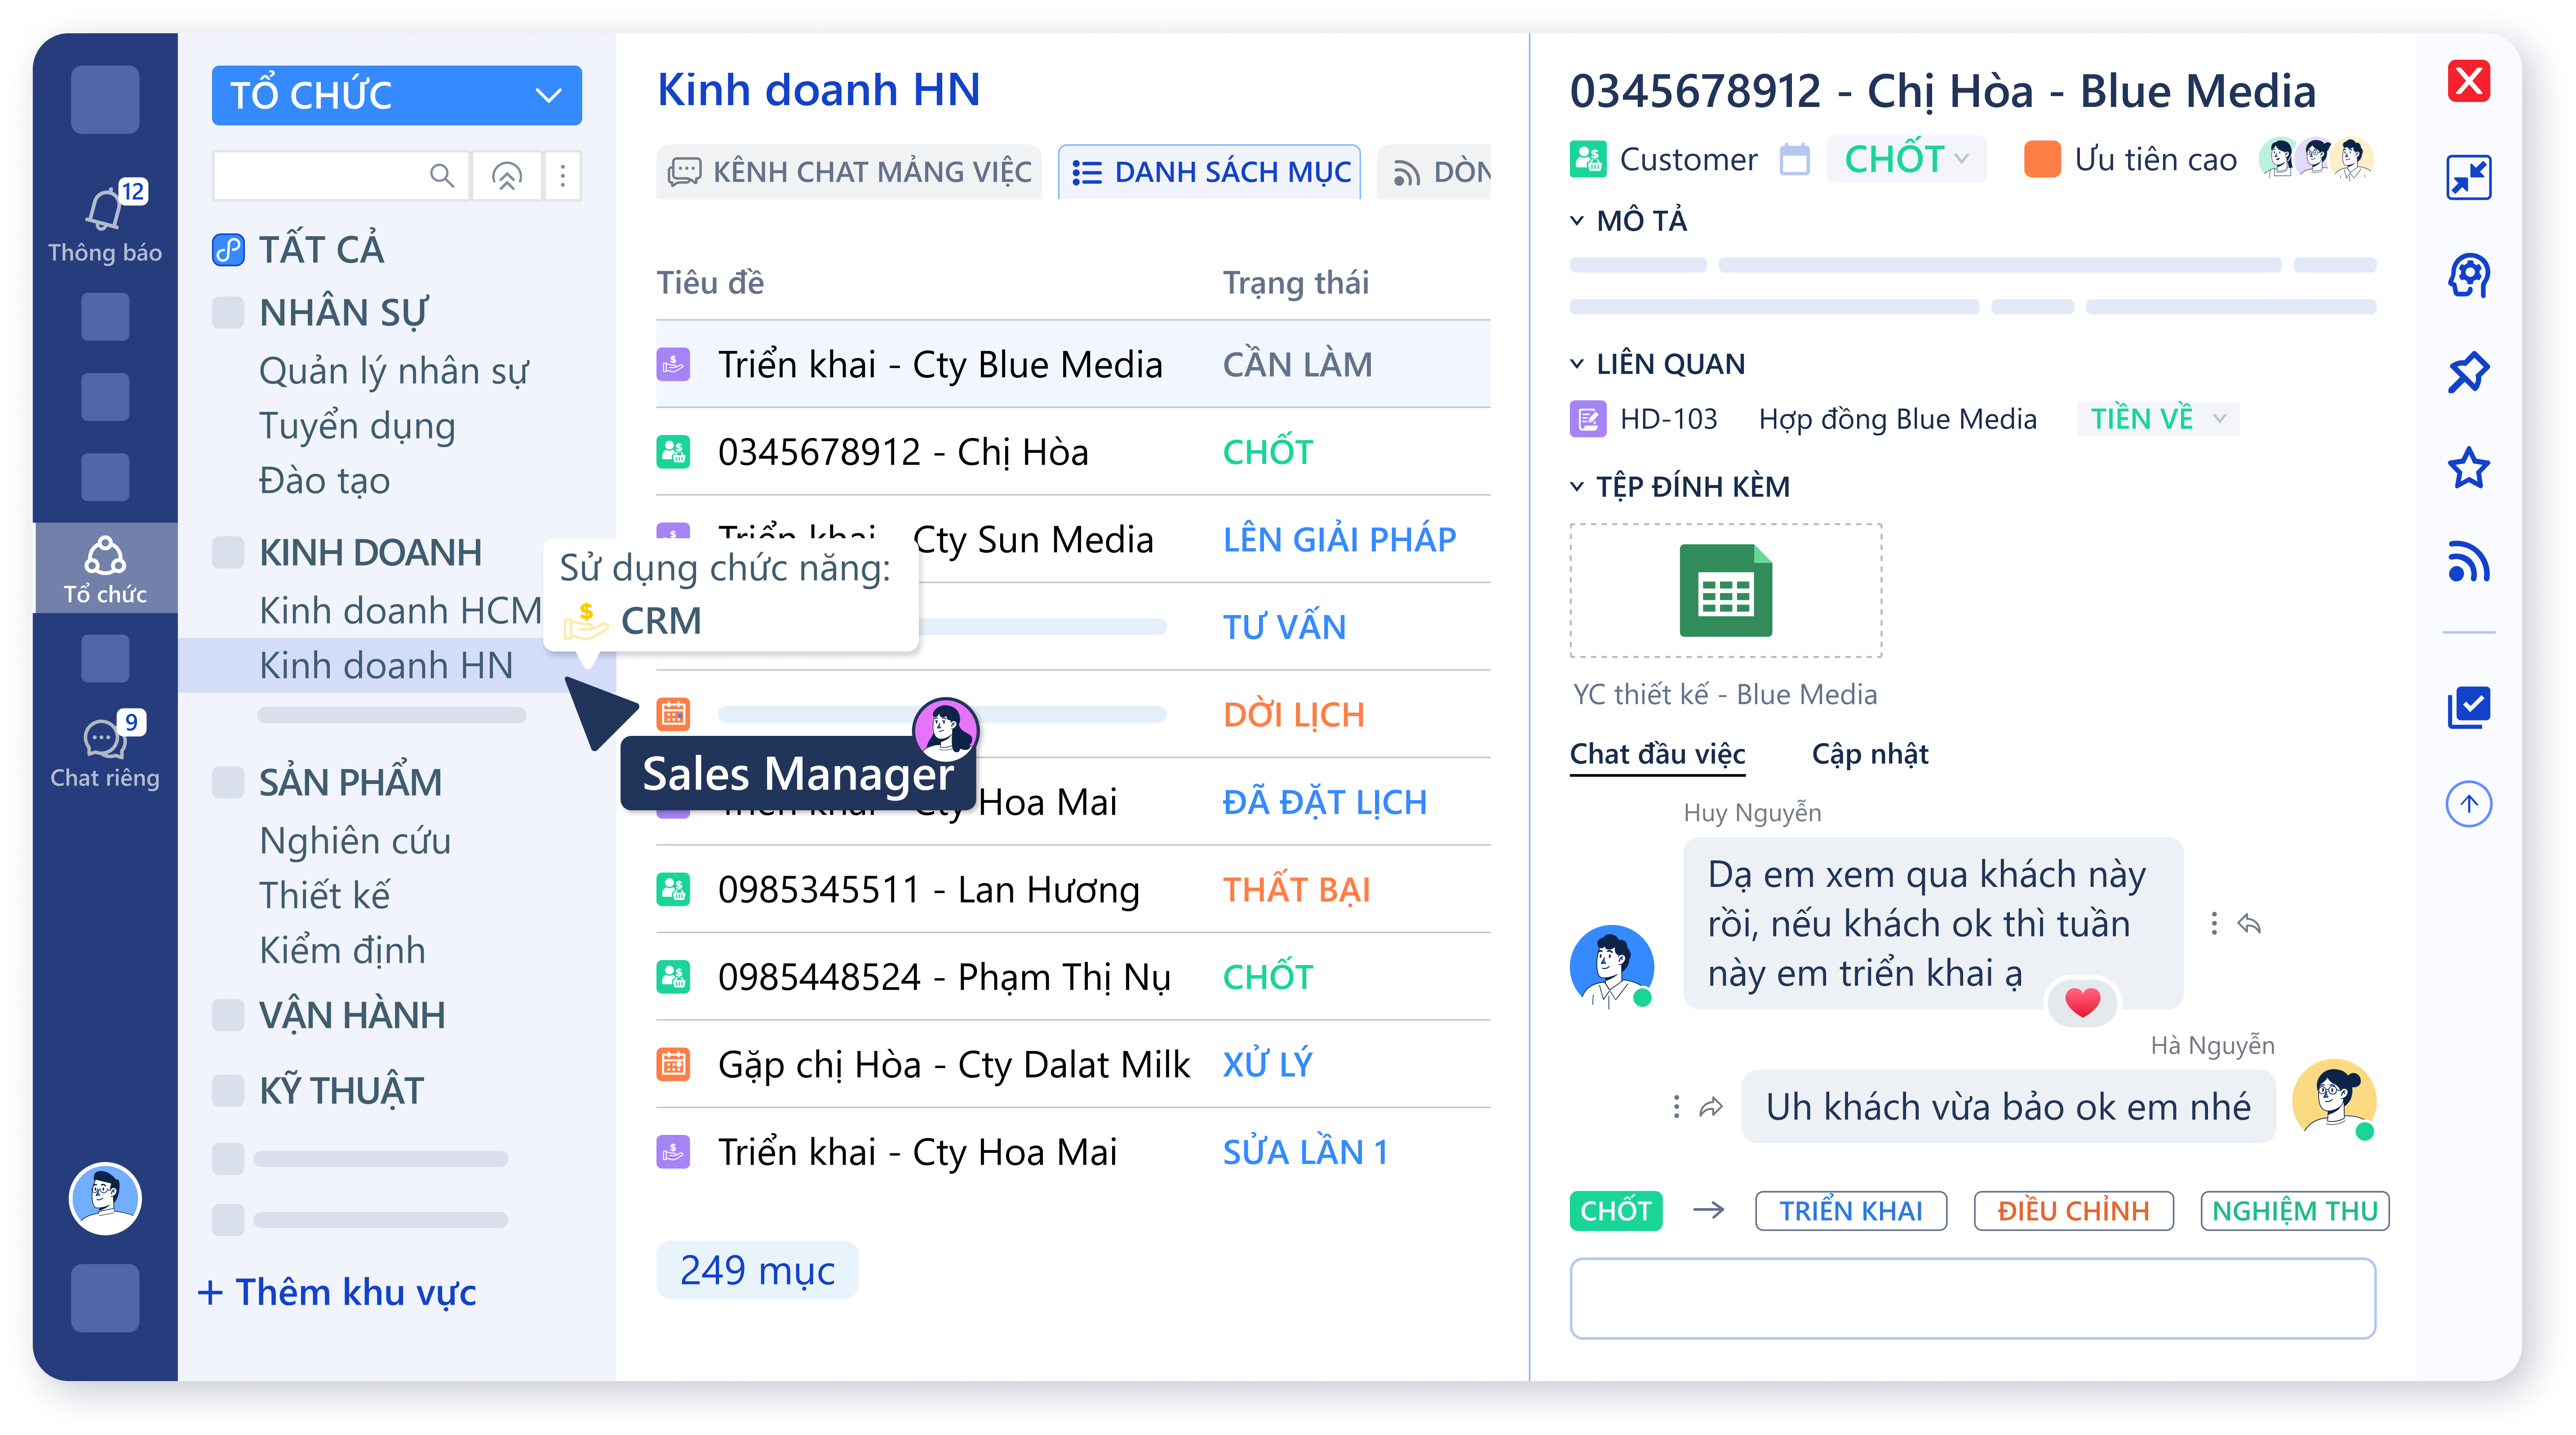 12
Thông báo
Tổ chức
9
Chat riêng
TỔ CHỨC
TẤT CẢ
NHÂN SỰ
Quản lý nhân sự
Tuyển dụng
Đào tạo
KINH DOANH
Kinh doanh HCM
Kinh doanh HN
SẢN PHẨM
Nghiên cứu
Thiết kế
Kiểm định
VẬN HÀNH
KỸ THUẬT
+ Thêm khu vực
Sử dụng chức năng:
CRM
Sales Manager
Kinh doanh HN
KÊNH CHAT MẢNG VIỆC
DANH SÁCH MỤC
Tiêu đề Trạng thái
Triển khai - Cty Blue Media CẦN LÀM
0345678912 - Chị Hòa CHỐT
Triển khai - Cty Sun Media LÊN GIẢI PHÁP
TƯ VẤN
DỜI LỊCH
Triển khai - Cty Hoa Mai ĐÃ ĐẶT LỊCH
0985345511 - Lan Hương THẤT BẠI
0985448524 - Phạm Thị Nụ CHỐT
Gặp chị Hòa - Cty Dalat Milk XỬ LÝ
Triển khai - Cty Hoa Mai SỬA LẦN 1
249 mục
0345678912 - Chị Hòa - Blue Media
Customer CHỐT Ưu tiên cao
MÔ TẢ
LIÊN QUAN
HD-103 Hợp đồng Blue Media TIỀN VỀ
TỆP ĐÍNH KÈM
YC thiết kế - Blue Media
Chat đầu việc Cập nhật
Huy Nguyễn
Dạ em xem qua khách này
rồi, nếu khách ok thì tuần
này em triển khai ạ
Hà Nguyễn
Uh khách vừa bảo ok em nhé
CHỐT → TRIỂN KHAI ĐIỀU CHỈNH NGHIỆM THU